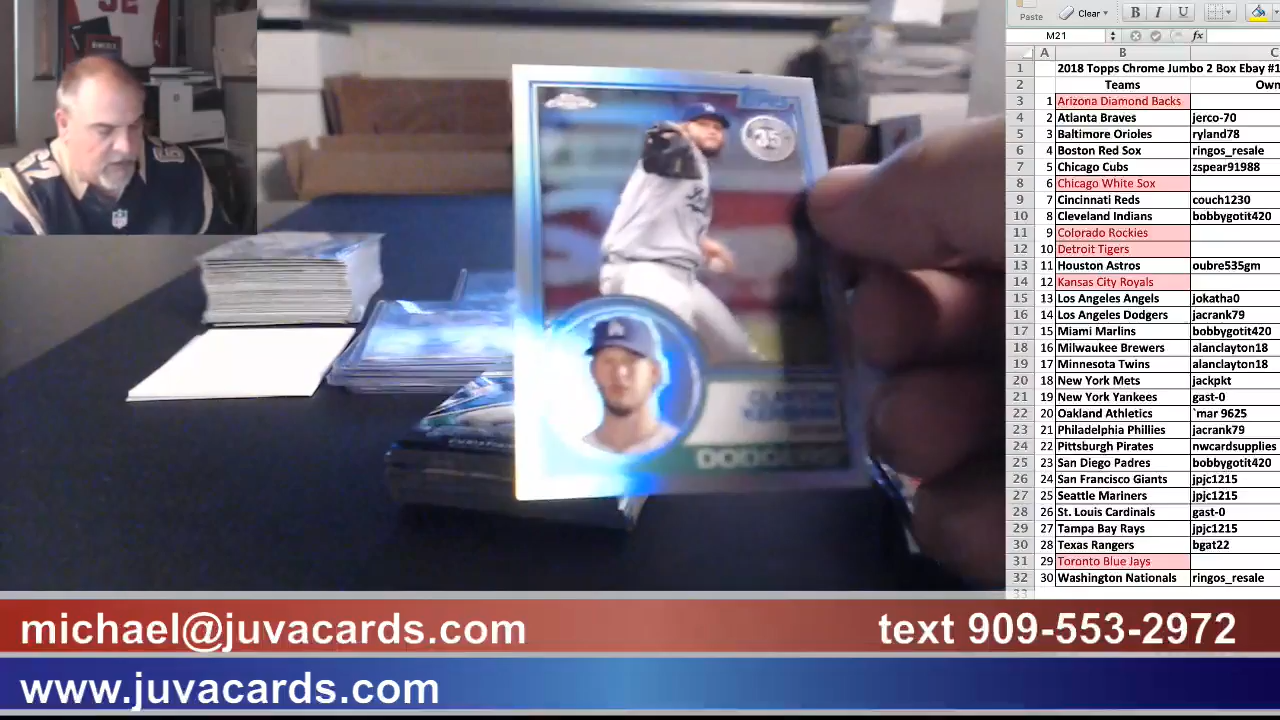 Paste
Clear
B I U
M21
fx
A B C
1 2018 Topps Chrome Jumbo 2 Box Ebay #1
2 Teams Own
3 1 Arizona Diamond Backs
4 2 Atlanta Braves jerco-70
5 3 Baltimore Orioles ryland78
6 4 Boston Red Sox ringos_resale
7 5 Chicago Cubs zspear91988
8 6 Chicago White Sox
9 7 Cincinnati Reds couch1230
10 8 Cleveland Indians bobbygotit420
11 9 Colorado Rockies
12 10 Detroit Tigers
13 11 Houston Astros oubre535gm
14 12 Kansas City Royals
15 13 Los Angeles Angels jokatha0
16 14 Los Angeles Dodgers jacrank79
17 15 Miami Marlins bobbygotit420
18 16 Milwaukee Brewers alanclayton18
19 17 Minnesota Twins alanclayton18
20 18 New York Mets jackpkt
21 19 New York Yankees gast-0
22 20 Oakland Athletics `mar 9625
23 21 Philadelphia Phillies jacrank79
24 22 Pittsburgh Pirates nwcardsupplies
25 23 San Diego Padres bobbygotit420
26 24 San Francisco Giants jpjc1215
27 25 Seattle Mariners jpjc1215
28 26 St. Louis Cardinals gast-0
29 27 Tampa Bay Rays jpjc1215
30 28 Texas Rangers bgat22
31 29 Toronto Blue Jays
32 30 Washington Nationals ringos_resale
33
35
CLAYTON
KERSHAW
DODGERS
michael@juvacards.com
text 909-553-2972
www.juvacards.com